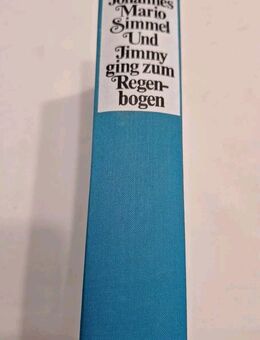 Johannes
Mario
Simmel
Und
Jimmy
ging zum
Regen-
bogen